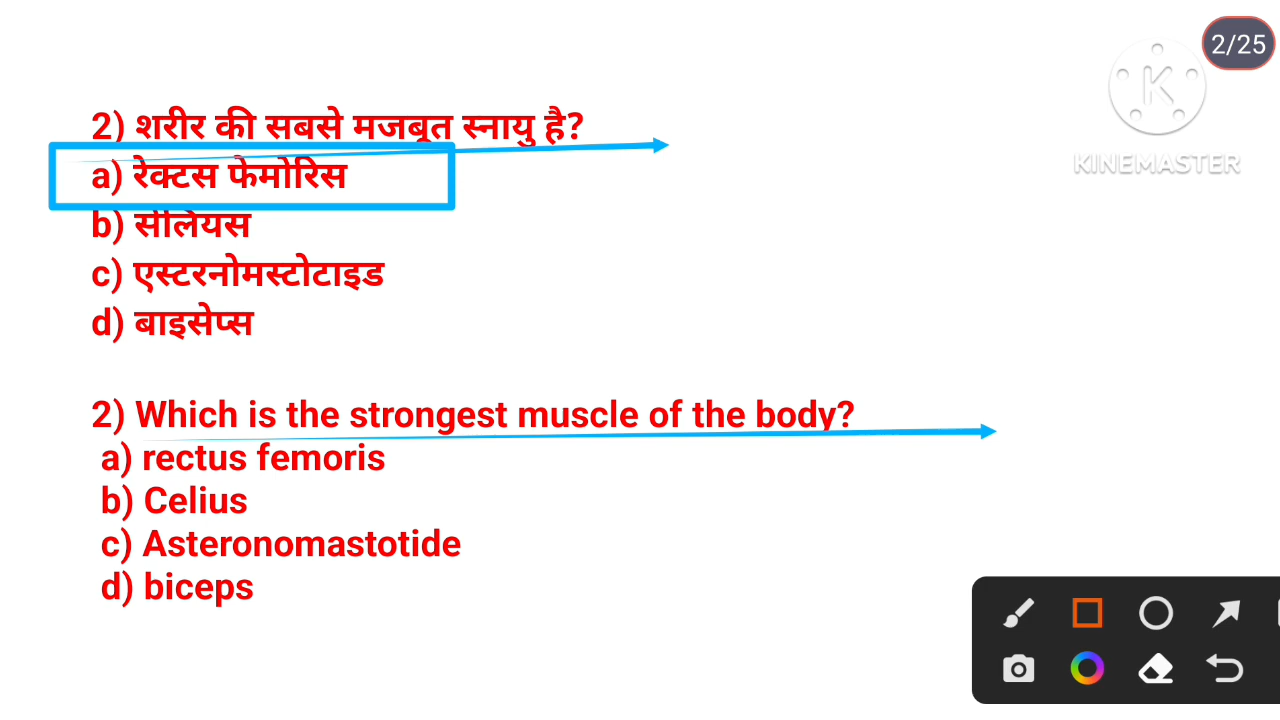 2/25
KINEMASTER
2) शरीर की सबसे मजबूत स्नायु है?
a) रेक्टस फेमोरिस
b) सेलियस
c) एस्टरनोमस्टोटाइड
d) बाइसेप्स
2) Which is the strongest muscle of the body?
a) rectus femoris
b) Celius
c) Asteronomastotide
d) biceps